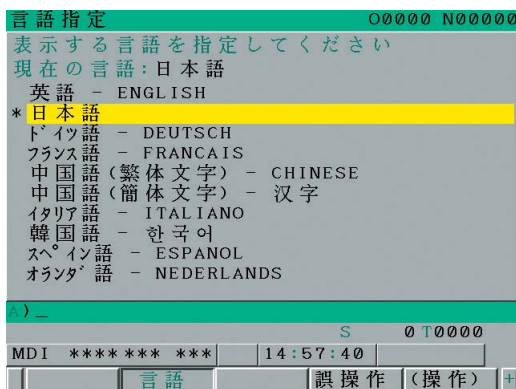 言語指定 O0000 N00000
表示する言語を指定してください
現在の言語:日本語
英語 - ENGLISH
*日本語
ドイツ語 - DEUTSCH
フランス語 - FRANCAIS
中国語(繁体文字) - CHINESE
中国語(簡体文字) - 汉字
イタリア語 - ITALIANO
韓国語 - 한국어
スペイン語 - ESPANOL
オランダ語 - NEDERLANDS
A)_
S 0 T0000
MDI **** *** *** 14:57:40
言語 誤操作 (操作) +